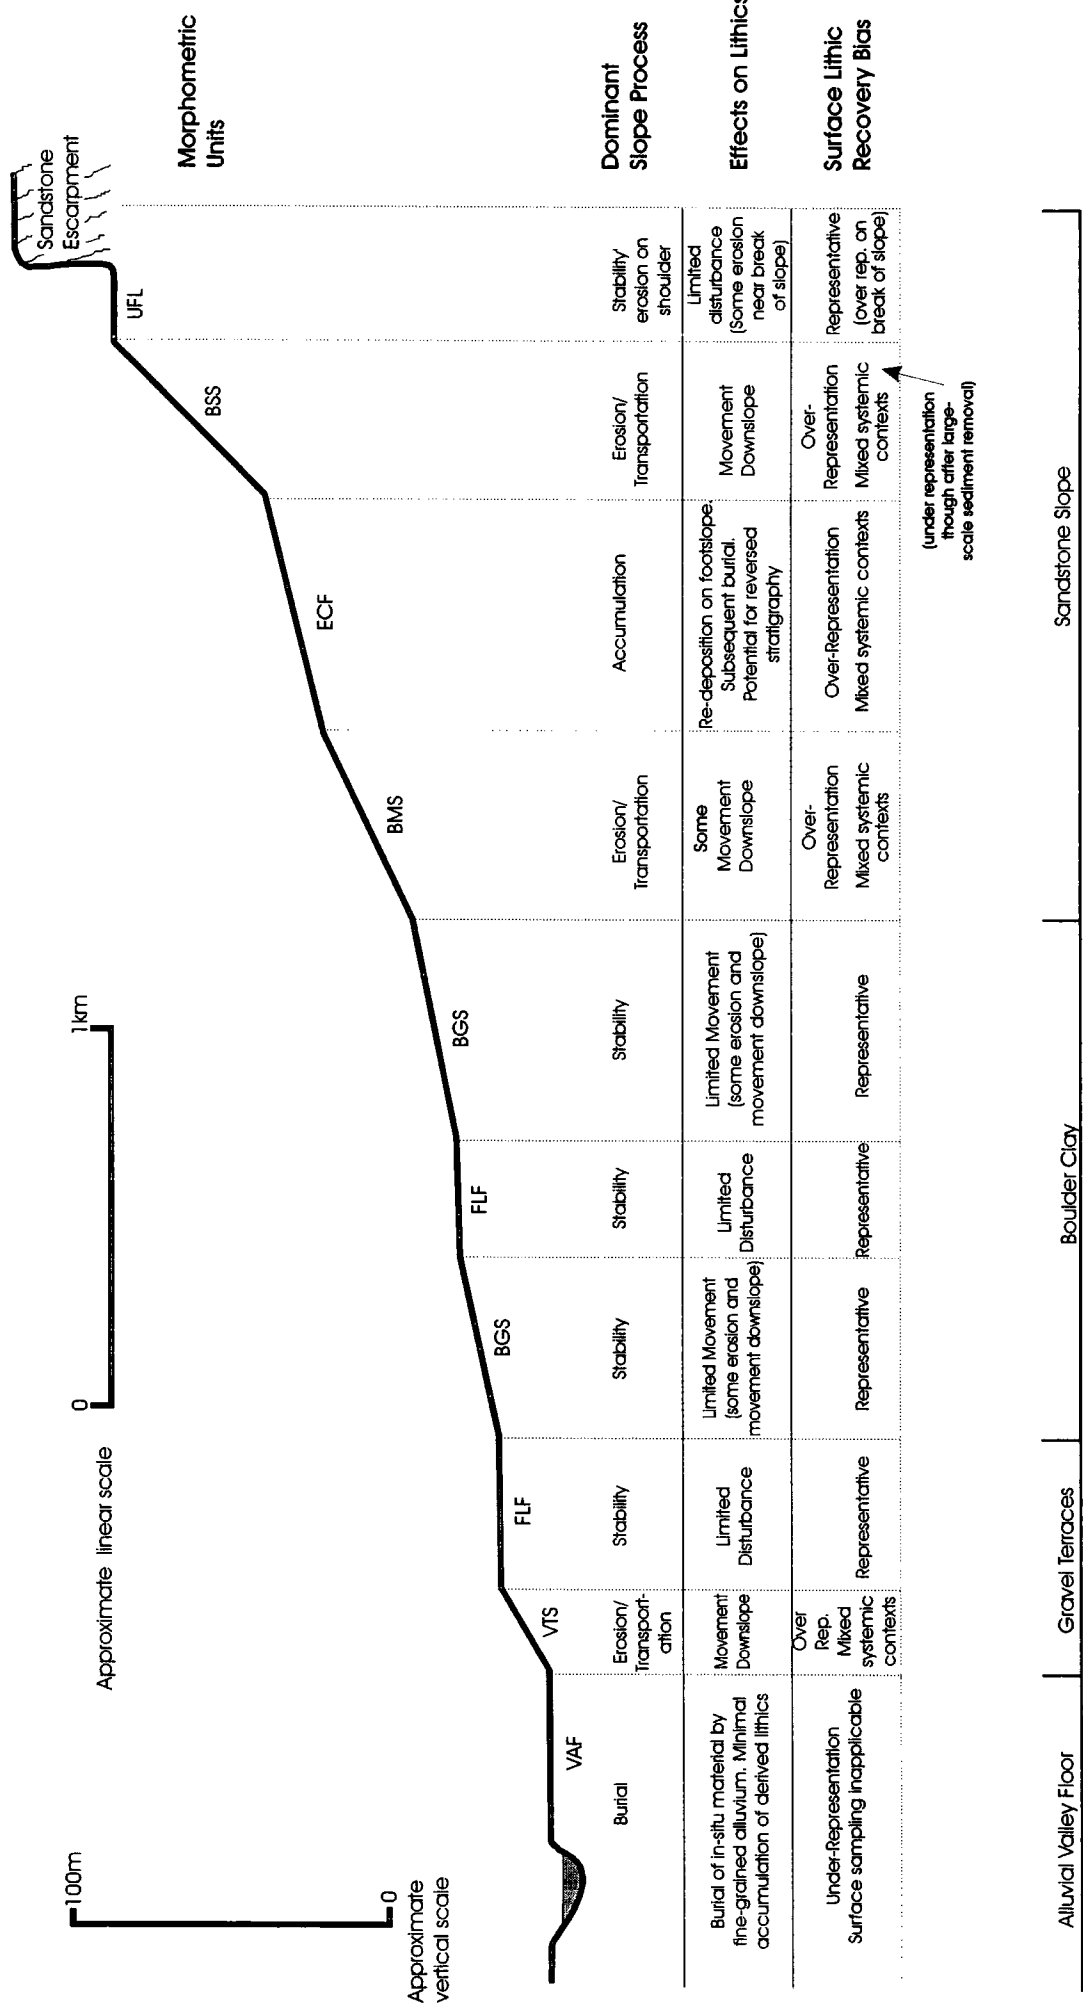 100m
0
Approximate
vertical scale
Approximate linear scale
0
1km
Sandstone
Escarpment
Morphometric
Units
VAF
VTS
FLF
BGS
FLF
BGS
BMS
ECF
BSS
UFL
Dominant
Slope Process
Burial
Erosion/
Transport-
ation
Stability
Stability
Stability
Stability
Erosion/
Transportation
Accumulation
Erosion/
Transportation
Stability
erosion on
shoulder
Effects on Lithics
Burial of in-situ material by
fine-grained alluvium. Minimal
accumulation of derived lithics
Movement
Downslope
Limited
Disturbance
Limited Movement
(some erosion and
movement downslope)
Limited
Disturbance
Limited Movement
(some erosion and
movement downslope)
Some
Movement
Downslope
Re-deposition on footslope.
Subsequent burial.
Potential for reversed
stratigraphy
Movement
Downslope
Limited
disturbance
(Some erosion
near break
of slope)
Surface Lithic
Recovery Bias
Under-Representation
Surface sampling inapplicable
Over
Rep.
Mixed
systemic
contexts
Representative
Representative
Representative
Representative
Over-
Representation
Mixed systemic
contexts
Over-Representation
Mixed systemic contexts
Over-
Representation
Mixed systemic
contexts
Representative
(over rep. on
break of slope)
(under representation
though after large-
scale sediment removal)
Alluvial Valley Floor
Gravel Terraces
Boulder Clay
Sandstone Slope